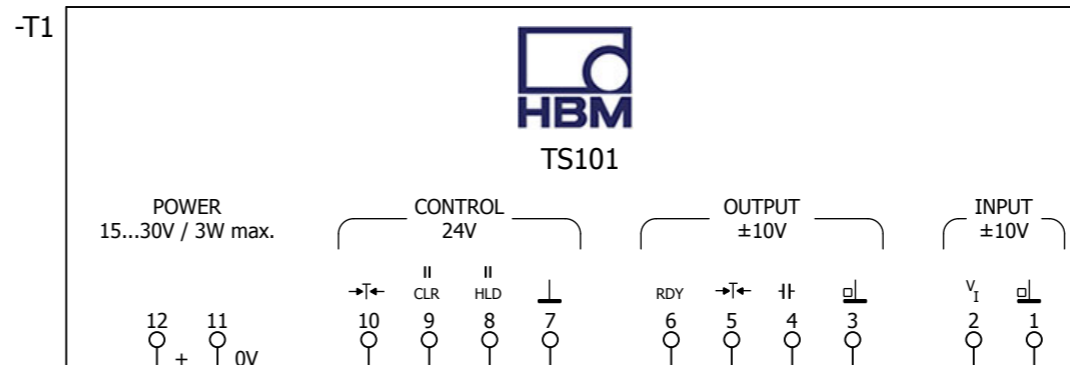 -T1
HBM
TS101
POWER
15...30V / 3W max.
CONTROL
24V
OUTPUT
±10V
INPUT
±10V
CLR HLD RDY V I
12 11 10 9 8 7 6 5 4 3 2 1
+ 0V